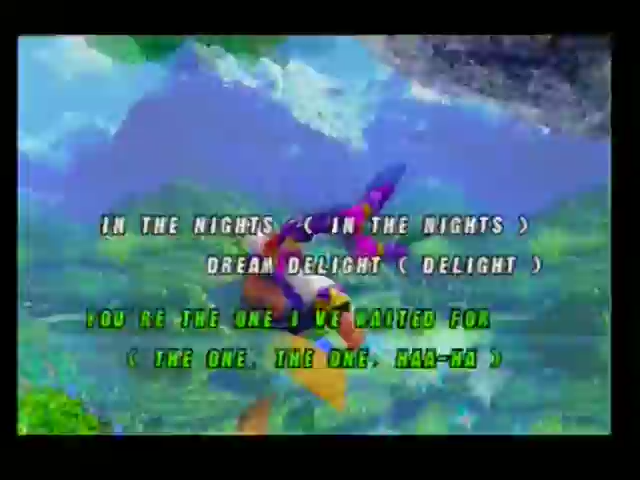 IN THE NIGHTS ( IN THE NIGHTS )
DREAM DELIGHT ( DELIGHT )
YOU'RE THE ONE I'VE WAITED FOR
( THE ONE, THE ONE, HAA-HA )